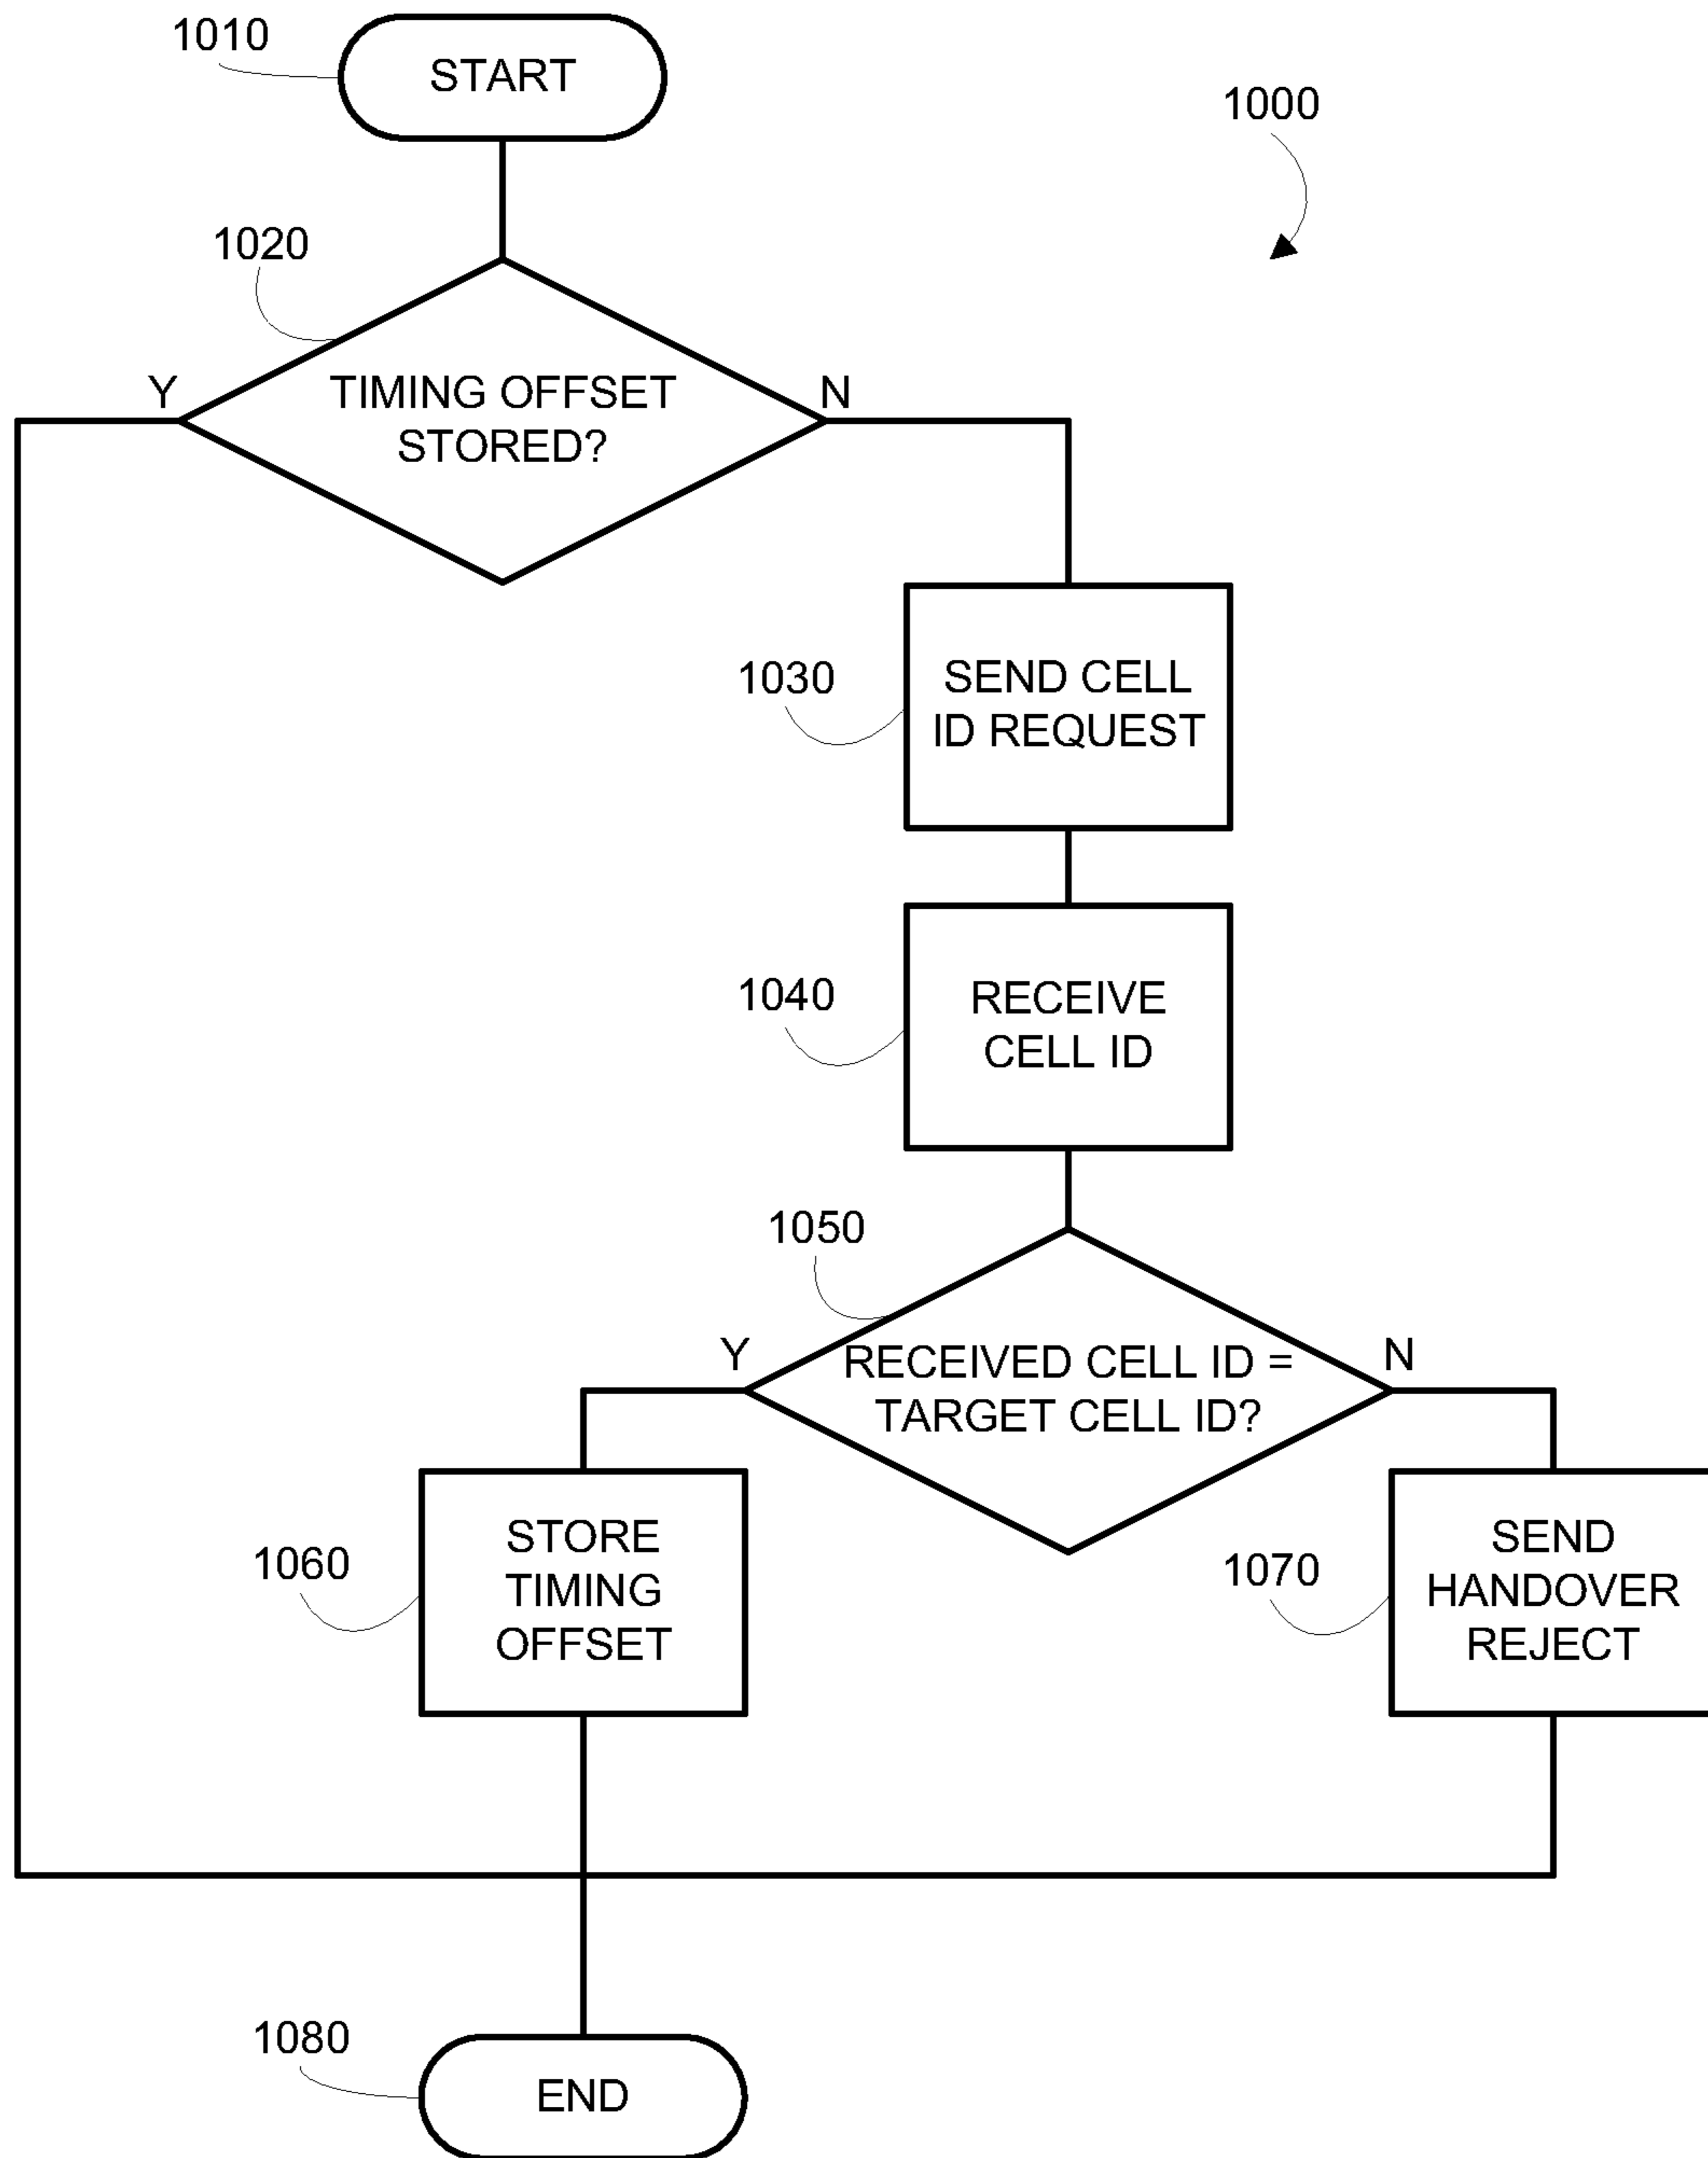 1010
START
1000
1020
Y
TIMING OFFSET
STORED?
N
1030
SEND CELL
ID REQUEST
1040
RECEIVE
CELL ID
1050
Y
RECEIVED CELL ID =
TARGET CELL ID?
N
1060
STORE
TIMING
OFFSET
1070
SEND
HANDOVER
REJECT
1080
END